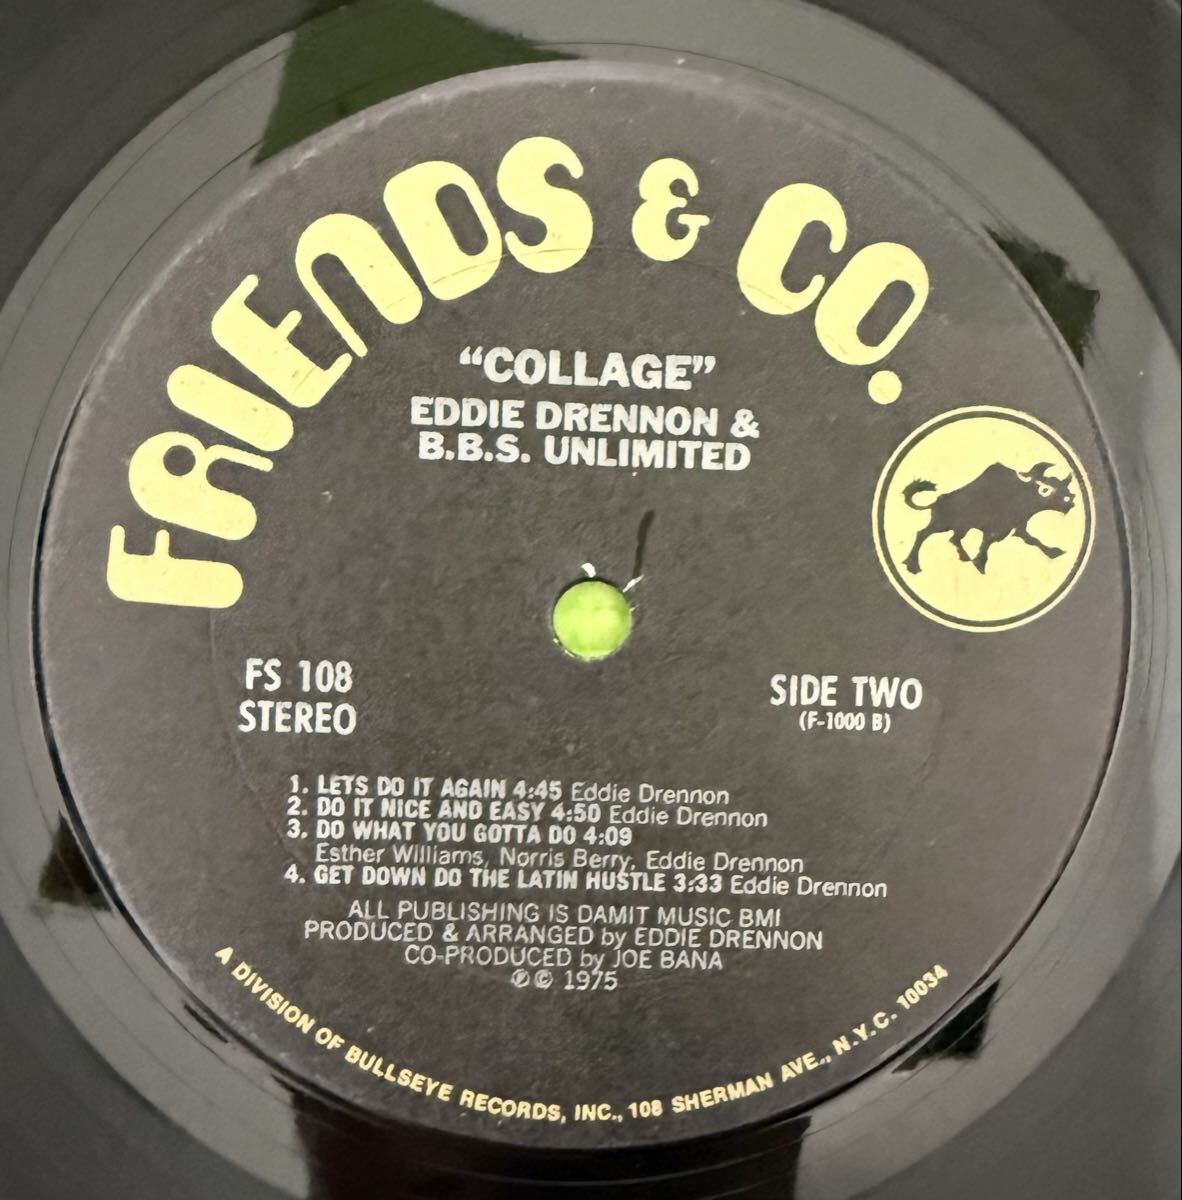 FRIENDS & CO.
“COLLAGE”
EDDIE DRENNON &
B.B.S. UNLIMITED
FS 108
STEREO
SIDE TWO
(F-1000 B)
1. LETS DO IT AGAIN 4:45 Eddie Drennon
2. DO IT NICE AND EASY 4:50 Eddie Drennon
3. DO WHAT YOU GOTTA DO 4:09
Esther Williams, Norris Berry, Eddie Drennon
4. GET DOWN DO THE LATIN HUSTLE 3:33 Eddie Drennon
ALL PUBLISHING IS DAMIT MUSIC BMI
PRODUCED & ARRANGED by EDDIE DRENNON
CO-PRODUCED by JOE BANA
℗ © 1975
A DIVISION OF BULLSEYE RECORDS, INC., 108 SHERMAN AVE., N.Y.C. 10034